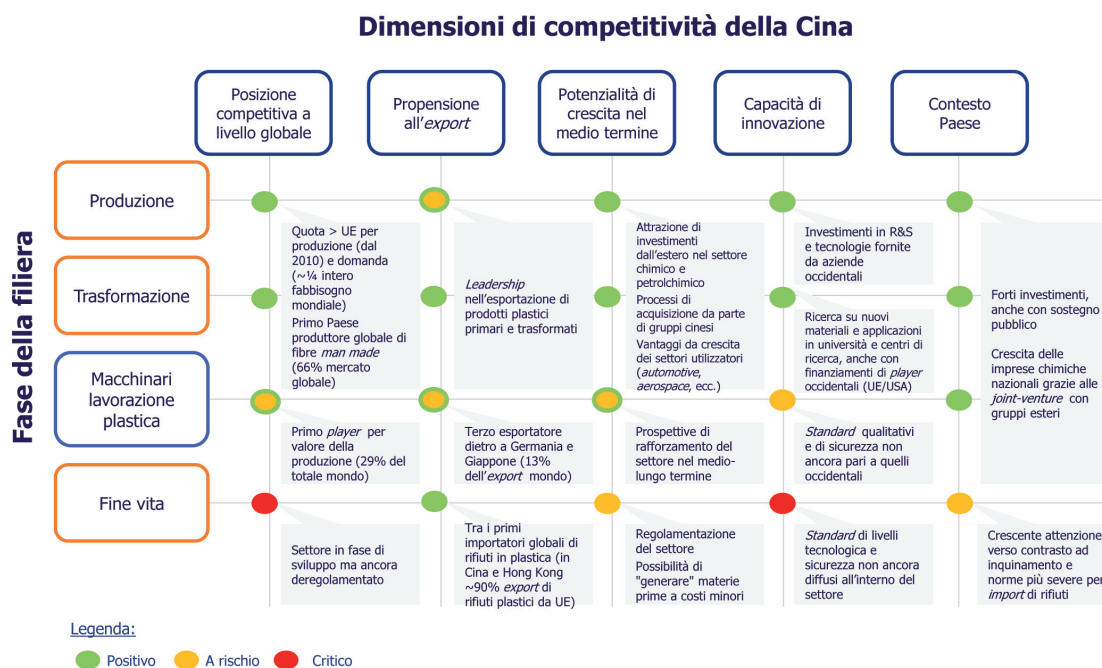 Dimensioni di competitività della Cina
Posizione
competitiva a
livello globale
Propensione
all'export
Potenzialità di
crescita nel
medio termine
Capacità di
innovazione
Contesto
Paese
Fase della filiera
Produzione
Quota > UE per
produzione (dal
2010) e domanda
(~¼ intero
fabbisogno
mondiale)
Primo Paese
produttore globale di
fibre man made
(66% mercato
globale)
Leadership
nell'esportazione di
prodotti plastici
primari e trasformati
Attrazione di
investimenti
dall'estero nel settore
chimico e
petrolchimico
Processi di
acquisizione da parte
di gruppi cinesi
Vantaggi da crescita
dei settori utilizzatori
(automotive,
aerospace, ecc.)
Investimenti in R&S
e tecnologie fornite
da aziende
occidentali
Trasformazione
Ricerca su nuovi
materiali e applicazioni
in università e centri di
ricerca, anche con
finanziamenti di player
occidentali (UE/USA)
Forti investimenti,
anche con sostegno
pubblico
Crescita delle
imprese chimiche
nazionali grazie alle
joint-venture con
gruppi esteri
Macchinari
lavorazione
plastica
Primo player per
valore della
produzione (29% del
totale mondo)
Terzo esportatore
dietro a Germania e
Giappone (13%
dell'export mondo)
Prospettive di
rafforzamento del
settore nel medio-
lungo termine
Standard qualitativi
e di sicurezza non
ancora pari a quelli
occidentali
Fine vita
Settore in fase di
sviluppo ma ancora
deregolamentato
Tra i primi
importatori globali di
rifiuti in plastica (in
Cina e Hong Kong
~90% export di
rifiuti plastici da UE)
Regolamentazione
del settore
Possibilità di
"generare" materie
prime a costi minori
Standard di livelli
tecnologica e
sicurezza non ancora
diffusi all'interno del
settore
Crescente attenzione
verso contrasto ad
inquinamento e
norme più severe per
import di rifiuti
Legenda:
Positivo
A rischio
Critico